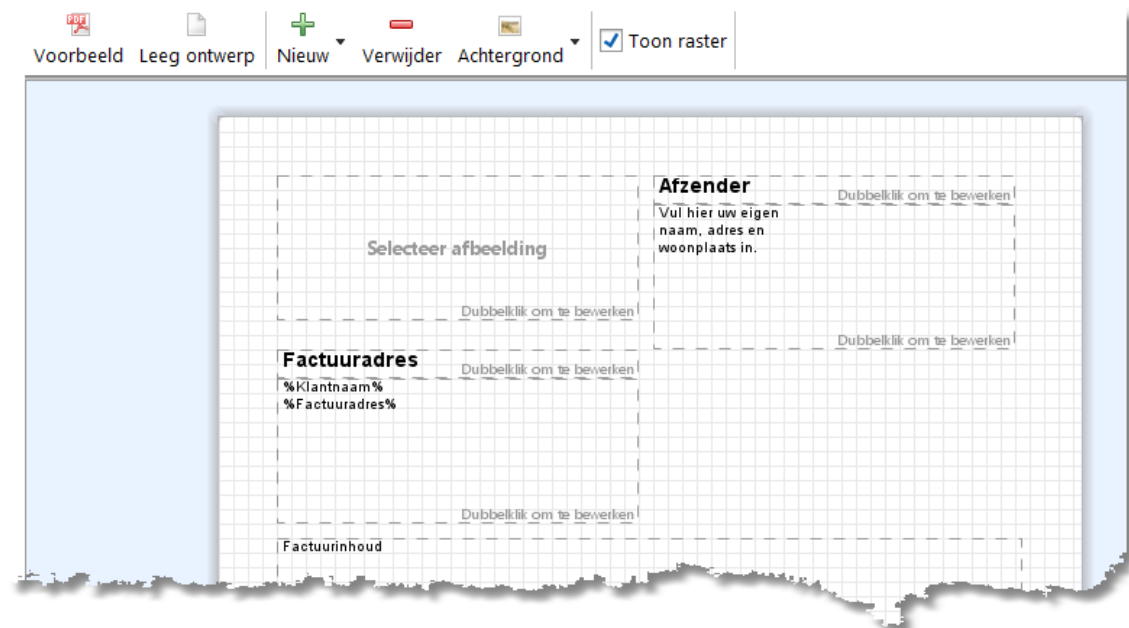 Voorbeeld Leeg ontwerp Nieuw Verwijder Achtergrond Toon raster
Selecteer afbeelding
Dubbelklik om te bewerken
Afzender
Dubbelklik om te bewerken
Vul hier uw eigen
naam, adres en
woonplaats in.
Dubbelklik om te bewerken
Factuuradres
Dubbelklik om te bewerken
%Klantnaam%
%Factuuradres%
Dubbelklik om te bewerken
Factuurinhoud